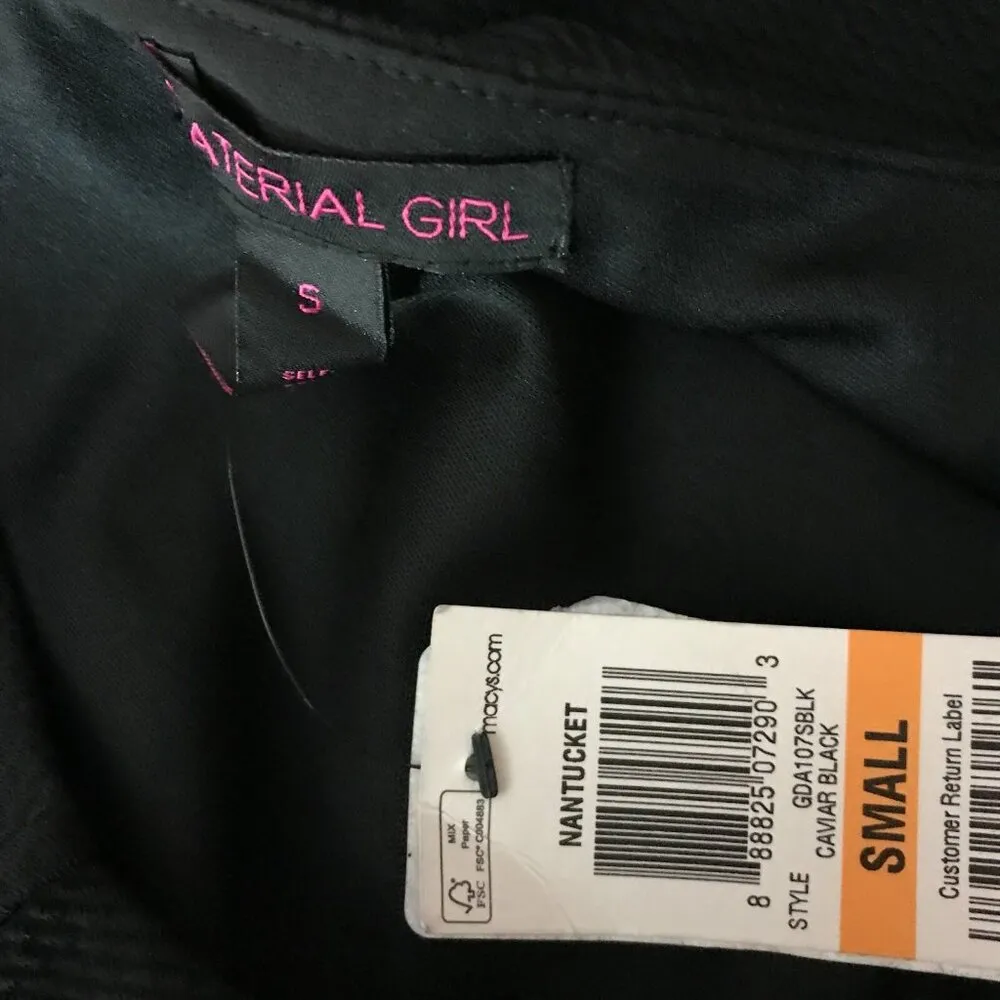 ATERIAL GIRL
S
SELF
macys.com
MIX
Paper
FSC® C004883
FSC
NANTUCKET
8 88825 07290 3
STYLE GDA107SBLK
CAVIAR BLACK
SMALL
Customer Return Label